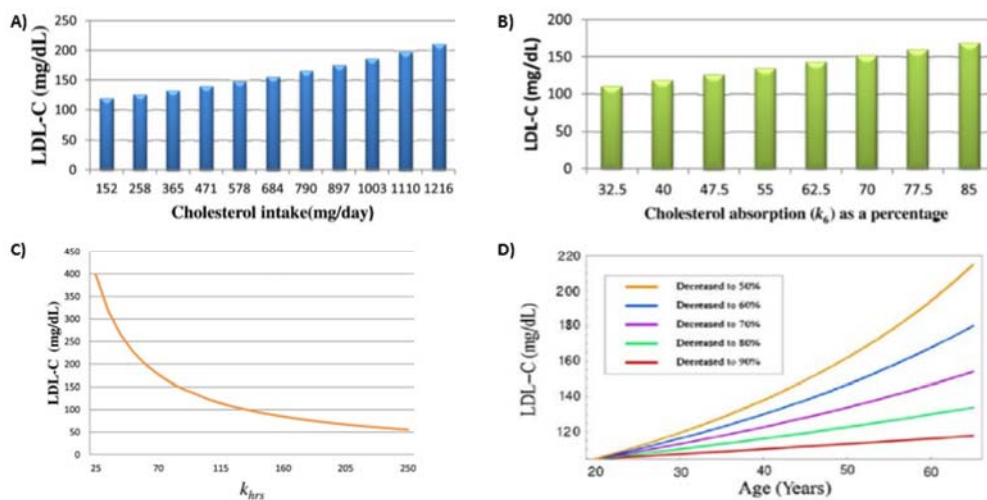 A)
LDL-C (mg/dL)
250
200
150
100
50
0
152 258 365 471 578 684 790 897 1003 1110 1216
Cholesterol intake(mg/day)
B)
LDL-C (mg/dL)
200
150
100
50
0
32.5 40 47.5 55 62.5 70 77.5 85
Cholesterol absorption (k6) as a percentage
C)
LDL-C (mg/dL)
450
400
350
300
250
200
150
100
50
0
25 70 115 160 205 250
khrs
D)
LDL-C (mg/dL)
220
200
180
160
140
120
Decreased to 50%
Decreased to 60%
Decreased to 70%
Decreased to 80%
Decreased to 90%
20 30 40 50 60
Age (Years)